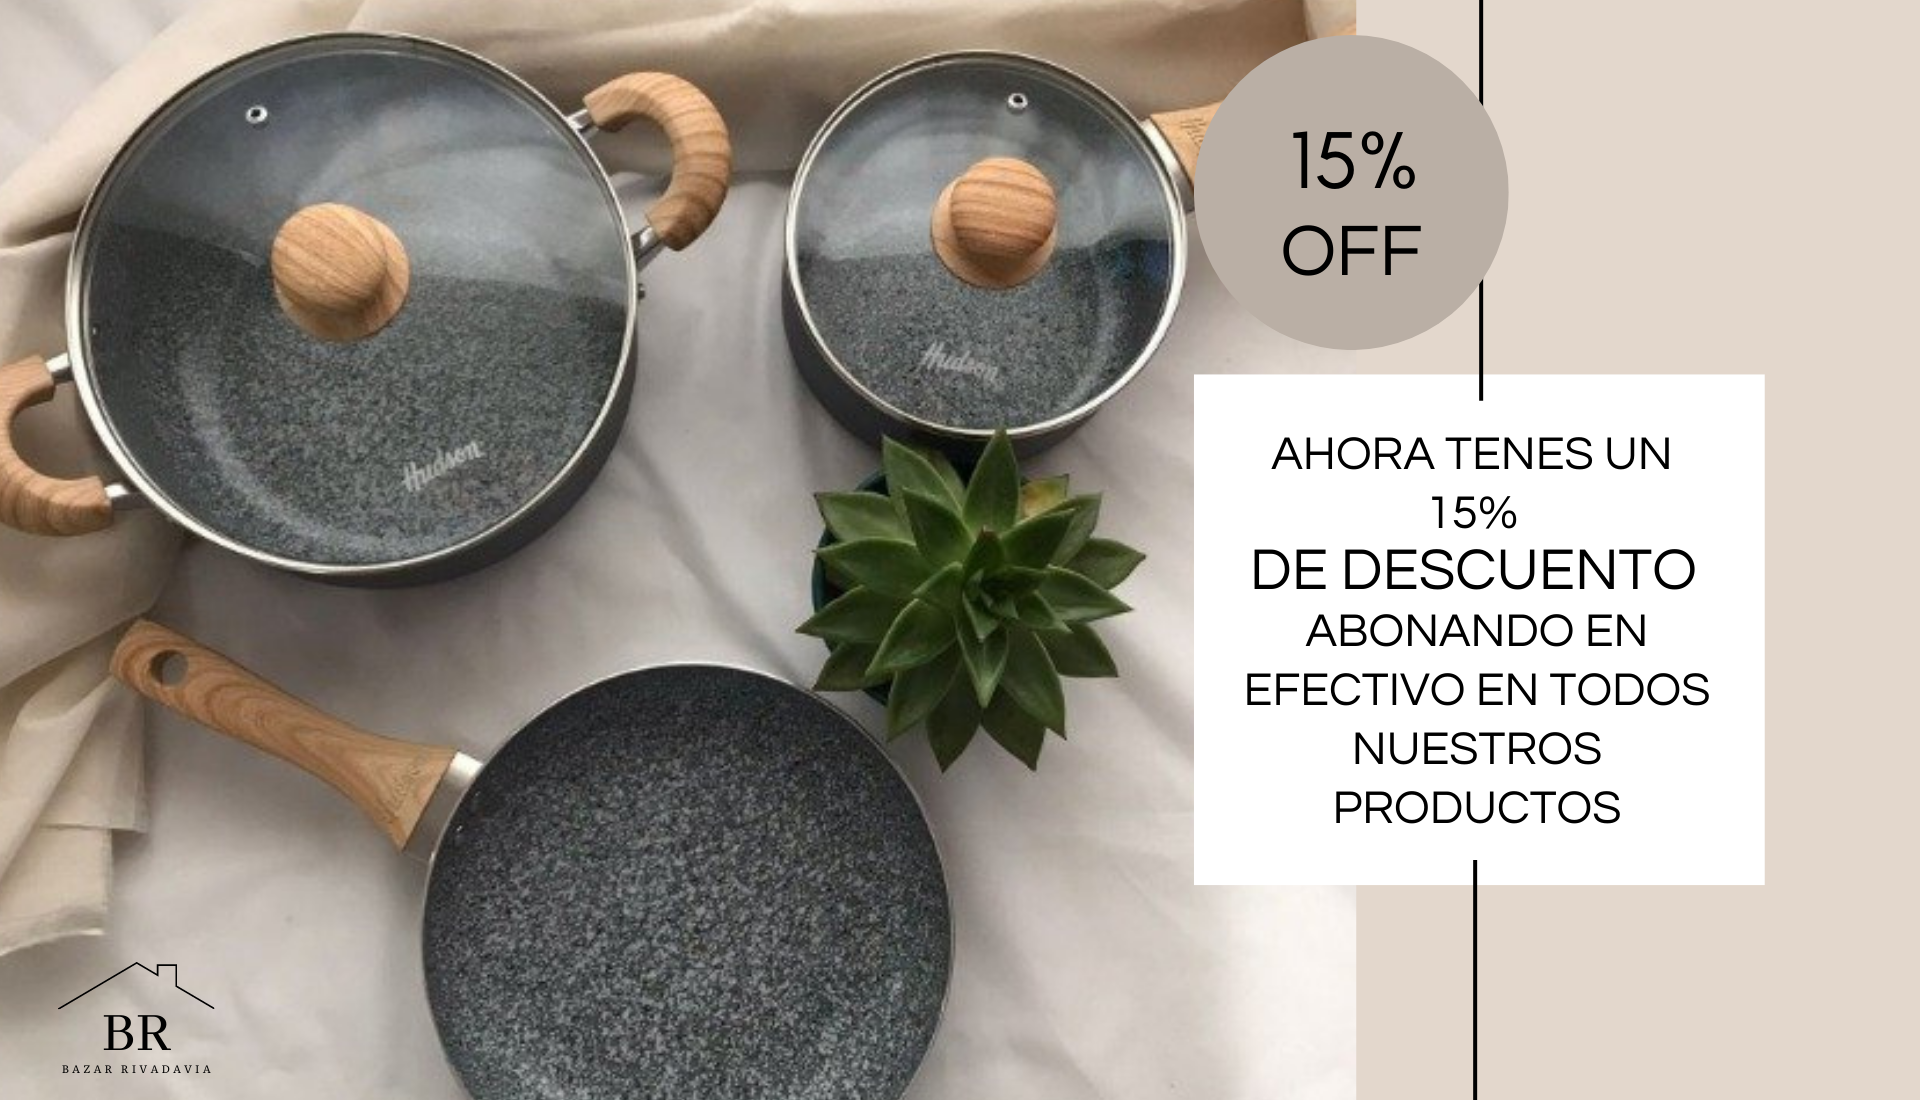 15%
OFF
AHORA TENES UN
15%
DE DESCUENTO
ABONANDO EN
EFECTIVO EN TODOS
NUESTROS
PRODUCTOS
Hudson
Hudson
BR
BAZAR RIVADAVIA